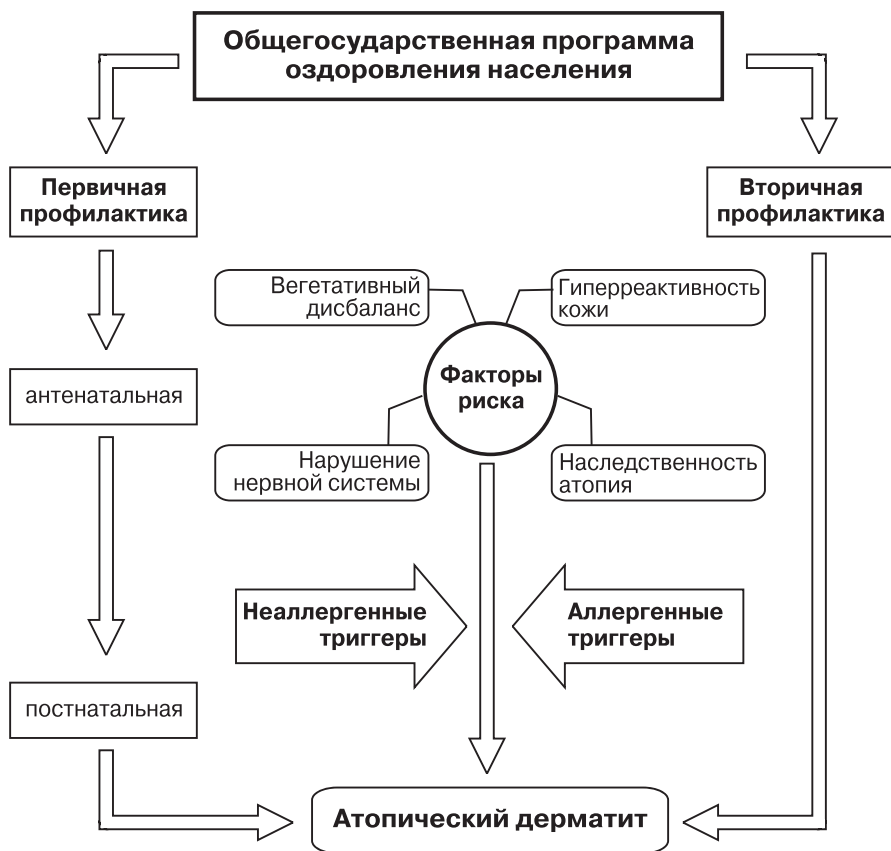 Общегосударственная программа
оздоровления населения
Первичная
профилактика
Вторичная
профилактика
Вегетативный
дисбаланс
Гиперреактивность
кожи
Факторы
риска
антенатальная
Нарушение
нервной системы
Наследственность
атопия
Неаллергенные
триггеры
Аллергенные
триггеры
постнатальная
Атопический дерматит